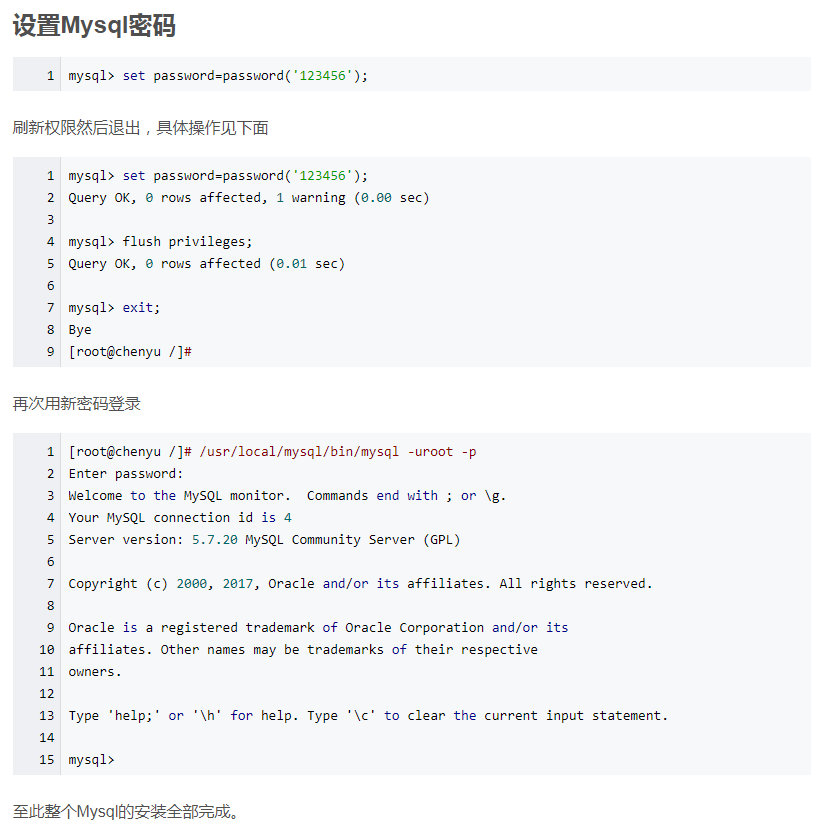 设置Mysql密码
1 mysql> set password=password('123456');
刷新权限然后退出，具体操作见下面
1 mysql> set password=password('123456');
2 Query OK, 0 rows affected, 1 warning (0.00 sec)
3
4 mysql> flush privileges;
5 Query OK, 0 rows affected (0.01 sec)
6
7 mysql> exit;
8 Bye
9 [root@chenyu /]#
再次用新密码登录
1 [root@chenyu /]# /usr/local/mysql/bin/mysql -uroot -p
2 Enter password:
3 Welcome to the MySQL monitor.  Commands end with ; or \g.
4 Your MySQL connection id is 4
5 Server version: 5.7.20 MySQL Community Server (GPL)
6
7 Copyright (c) 2000, 2017, Oracle and/or its affiliates. All rights reserved.
8
9 Oracle is a registered trademark of Oracle Corporation and/or its
10 affiliates. Other names may be trademarks of their respective
11 owners.
12
13 Type 'help;' or '\h' for help. Type '\c' to clear the current input statement.
14
15 mysql>
至此整个Mysql的安装全部完成。